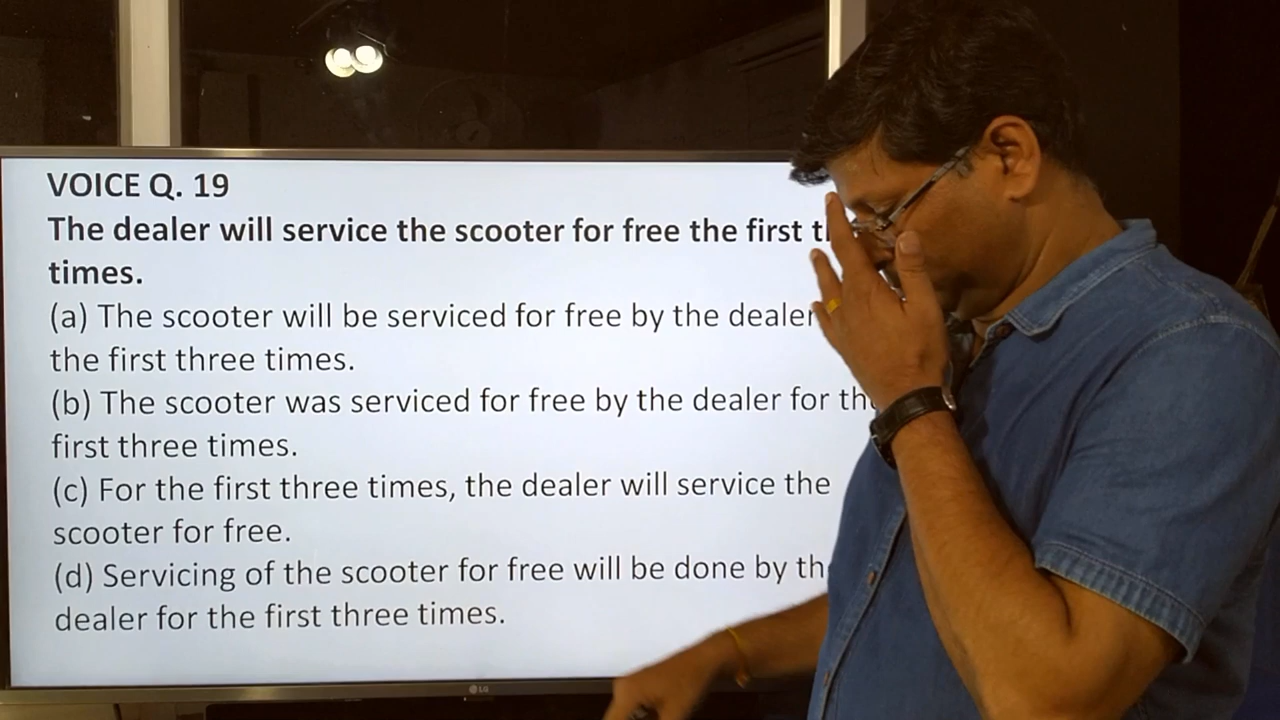 VOICE Q. 19
The dealer will service the scooter for free the first
times.
(a) The scooter will be serviced for free by the dealer
the first three times.
(b) The scooter was serviced for free by the dealer for
first three times.
(c) For the first three times, the dealer will service the
scooter for free.
(d) Servicing of the scooter for free will be done by
dealer for the first three times.
LG